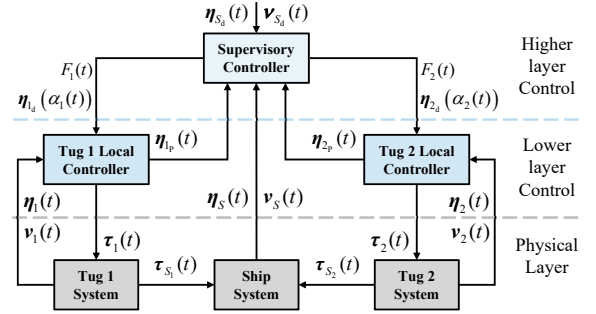 η_{S_d}(t) ν_{S_d}(t)
Supervisory
Controller
Higher
layer
Control
F_1(t)
F_2(t)
η_{1_d}(α_1(t))
η_{2_d}(α_2(t))
Tug 1 Local
Controller
η_{1_P}(t)
η_{2_P}(t)
Tug 2 Local
Controller
Lower
layer
Control
η_1(t)
η_S(t) ν_S(t)
η_2(t)
ν_1(t)
τ_1(t)
τ_2(t)
ν_2(t)
Physical
Layer
Tug 1
System
τ_{S_1}(t)
Ship
System
τ_{S_2}(t)
Tug 2
System